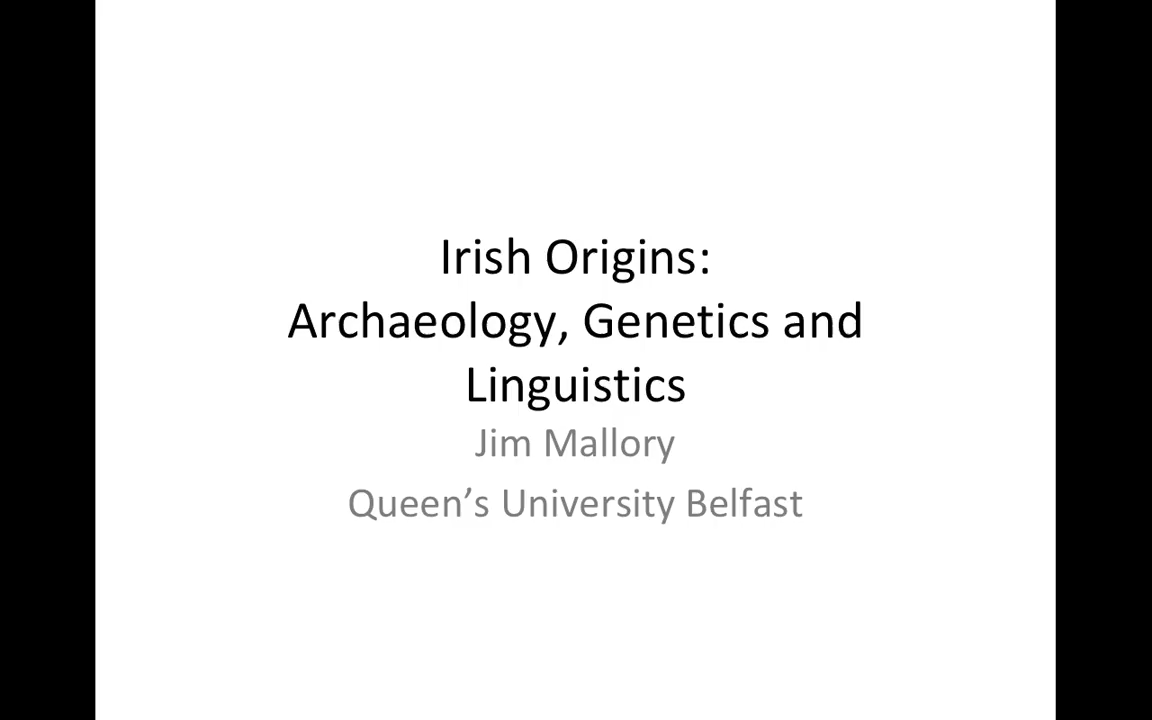 Irish Origins:
Archaeology, Genetics and
Linguistics
Jim Mallory
Queen’s University Belfast